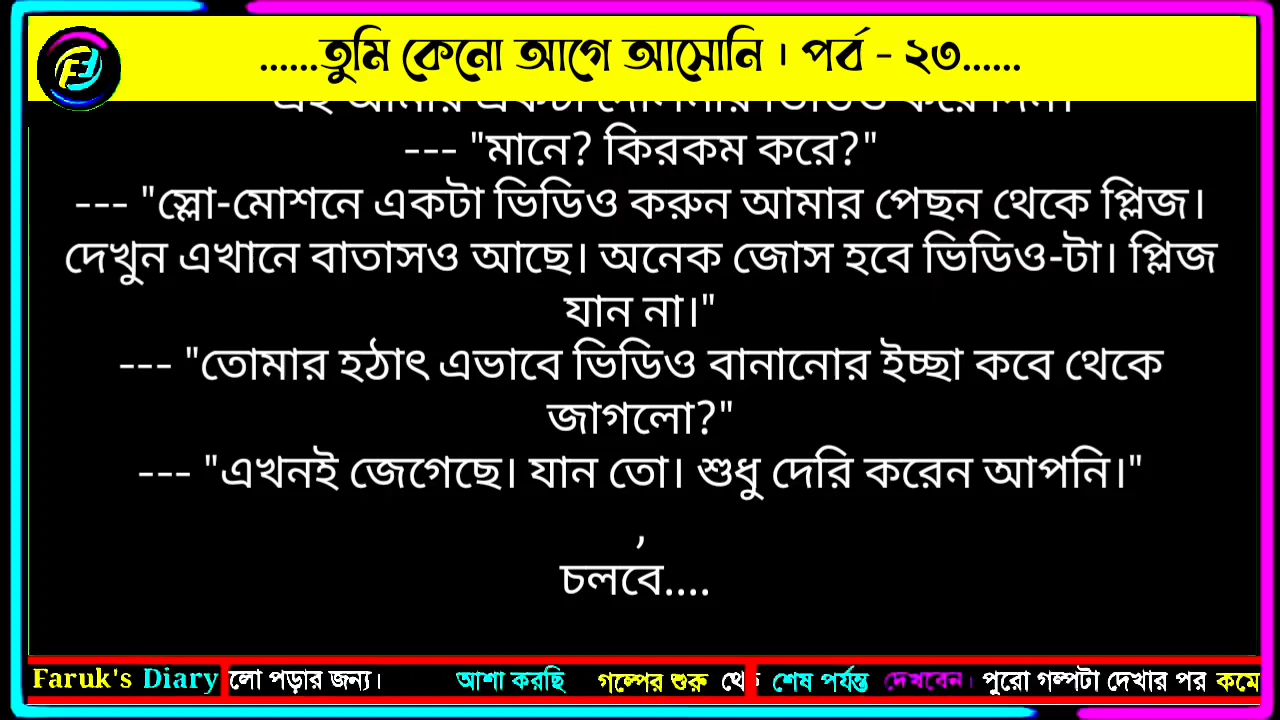 ......তুমি কেনো আগে আসোনি । পর্ব - ২৩......
--- "মানে? কিরকম করে?"
--- "স্লো-মোশনে একটা ভিডিও করুন আমার পেছন থেকে প্লিজ।
দেখুন এখানে বাতাসও আছে। অনেক জোস হবে ভিডিও-টা। প্লিজ
যান না।"
--- "তোমার হঠাৎ এভাবে ভিডিও বানানোর ইচ্ছা কবে থেকে
জাগলো?"
--- "এখনই জেগেছে। যান তো। শুধু দেরি করেন আপনি।"
,
চলবে....
Faruk's Diary লো পড়ার জন্য। আশা করছি গল্পের শুরু শেষ পর্যন্ত দেখবেন। পুরো গল্পটা দেখার পর কমে